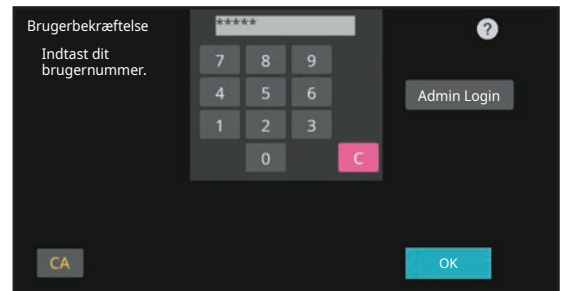 Brugerbekræftelse
*****
?
Indtast dit
brugernummer.
7 8 9
4 5 6
Admin Login
1 2 3
0 C
CA
OK